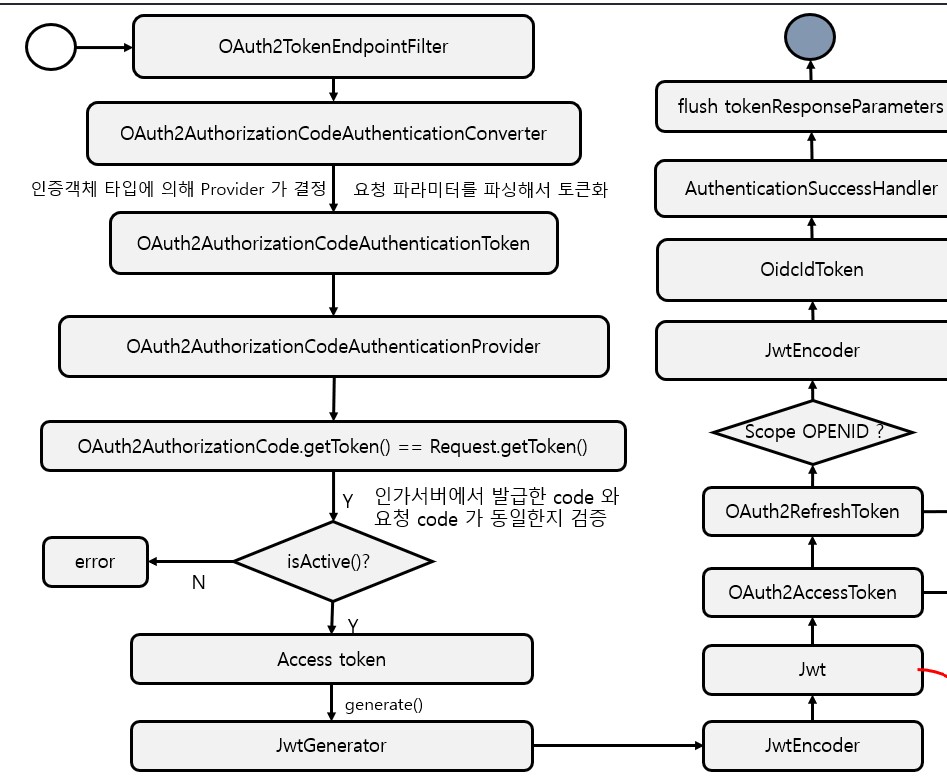 OAuth2TokenEndpointFilter
OAuth2AuthorizationCodeAuthenticationConverter
인증객체 타입에 의해 Provider 가 결정
요청 파라미터를 파싱해서 토큰화
OAuth2AuthorizationCodeAuthenticationToken
OAuth2AuthorizationCodeAuthenticationProvider
OAuth2AuthorizationCode.getToken() == Request.getToken()
Y
인가서버에서 발급한 code 와
요청 code 가 동일한지 검증
isActive()?
N
error
Y
Access token
generate()
JwtGenerator
JwtEncoder
Jwt
OAuth2AccessToken
OAuth2RefreshToken
Scope OPENID ?
JwtEncoder
OidcIdToken
AuthenticationSuccessHandler
flush tokenResponseParameters